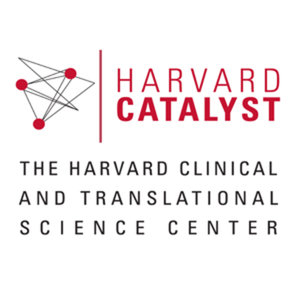 HARVARD
CATALYST
THE HARVARD CLINICAL
AND TRANSLATIONAL
SCIENCE CENTER